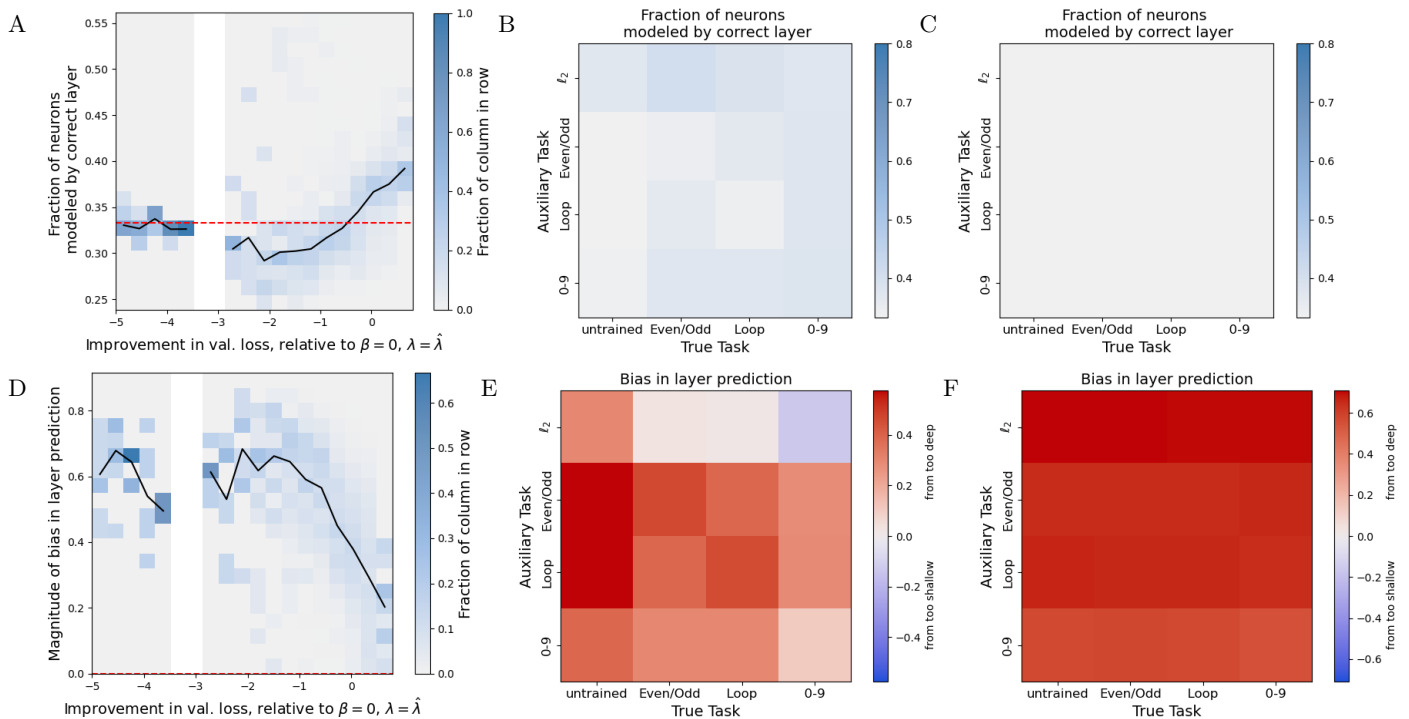 A
Fraction of neurons
modeled by correct layer
0.55
0.50
0.45
0.40
0.35
0.30
0.25
−5
−4
−3
−2
−1
0
Improvement in val. loss, relative to β = 0, λ = λ̂
1.0
0.8
0.6
0.4
0.2
0.0
Fraction of column in row
B
Fraction of neurons
modeled by correct layer
Auxiliary Task
ℓ₂
Even/Odd
Loop
0-9
untrained
Even/Odd
Loop
0-9
True Task
0.8
0.7
0.6
0.5
0.4
C
Fraction of neurons
modeled by correct layer
Auxiliary Task
ℓ₂
Even/Odd
Loop
0-9
untrained
Even/Odd
Loop
0-9
True Task
0.8
0.7
0.6
0.5
0.4
D
Magnitude of bias in layer prediction
0.8
0.6
0.4
0.2
0.0
−5
−4
−3
−2
−1
0
Improvement in val. loss, relative to β = 0, λ = λ̂
0.6
0.5
0.4
0.3
0.2
0.1
0.0
Fraction of column in row
E
Bias in layer prediction
Auxiliary Task
ℓ₂
Even/Odd
Loop
0-9
untrained
Even/Odd
Loop
0-9
True Task
0.4
0.2
0.0
−0.2
−0.4
from too deep
from too shallow
F
Bias in layer prediction
Auxiliary Task
ℓ₂
Even/Odd
Loop
0-9
untrained
Even/Odd
Loop
0-9
True Task
0.6
0.4
0.2
0.0
−0.2
−0.4
−0.6
from too deep
from too shallow